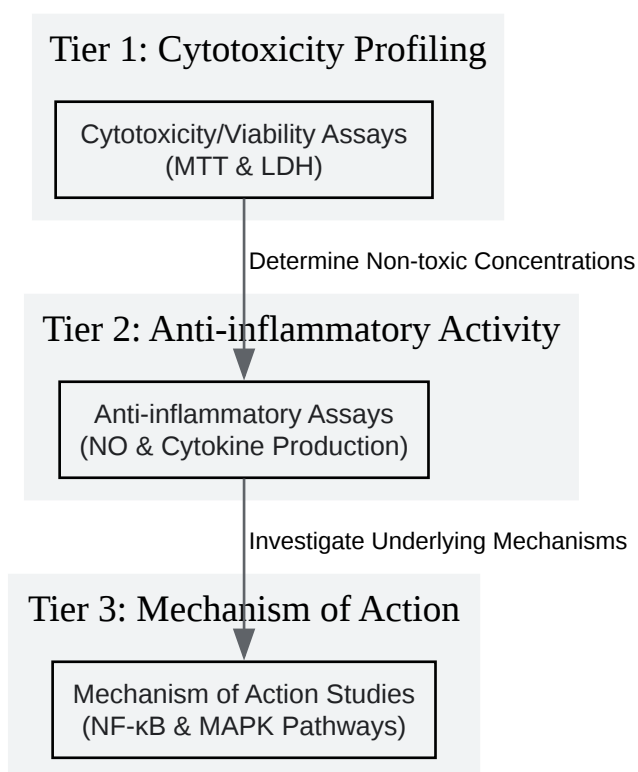 Tier 1: Cytotoxicity Profiling
Cytotoxicity/Viability Assays
(MTT & LDH)
Determine Non-toxic Concentrations
Tier 2: Anti-inflammatory Activity
Anti-inflammatory Assays
(NO & Cytokine Production)
Investigate Underlying Mechanisms
Tier 3: Mechanism of Action
Mechanism of Action Studies
(NF-κB & MAPK Pathways)